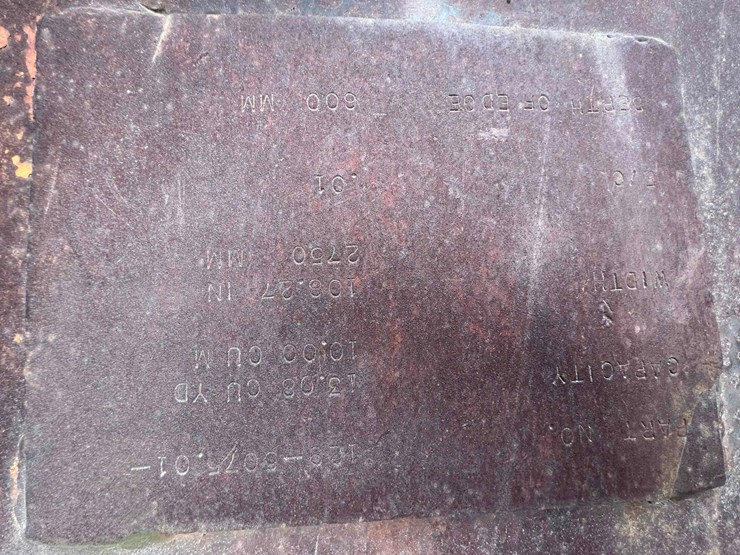 PART NO.
CAPACITY 13.08 CU YD
10.00 CU M
WIDTH 108.27 IN
2750 MM
.01
DEPTH OF EDGE 600 MM